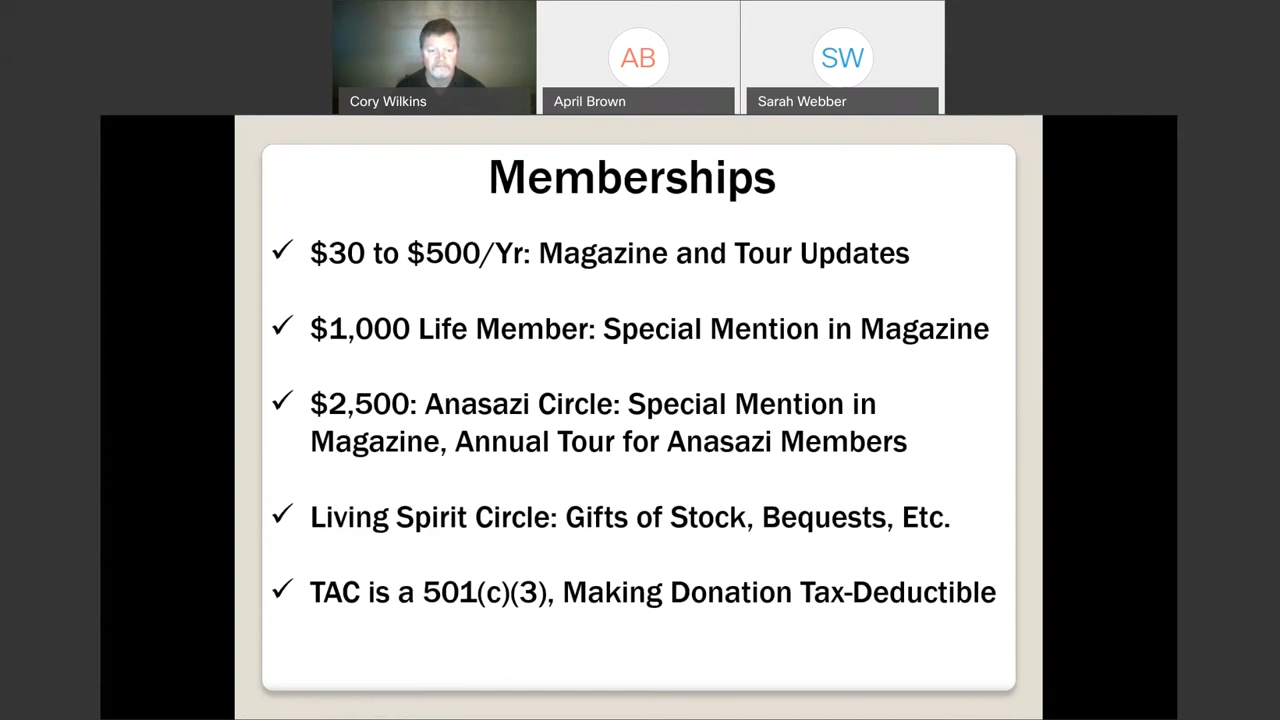 AB
SW
Cory Wilkins
April Brown
Sarah Webber
Memberships
✓ $30 to $500/Yr: Magazine and Tour Updates
✓ $1,000 Life Member: Special Mention in Magazine
✓ $2,500: Anasazi Circle: Special Mention in
Magazine, Annual Tour for Anasazi Members
✓ Living Spirit Circle: Gifts of Stock, Bequests, Etc.
✓ TAC is a 501(c)(3), Making Donation Tax-Deductible